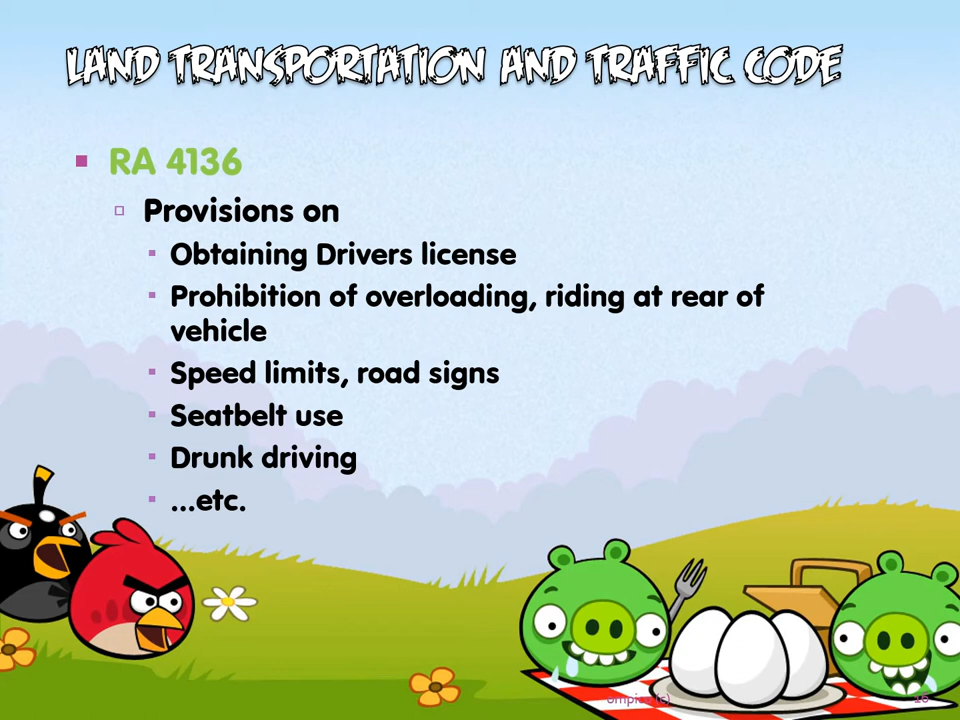 LAND TRANSPORTATION AND TRAFFIC CODE
RA 4136
Provisions on
Obtaining Drivers license
Prohibition of overloading, riding at rear of
vehicle
Speed limits, road signs
Seatbelt use
Drunk driving
...etc.